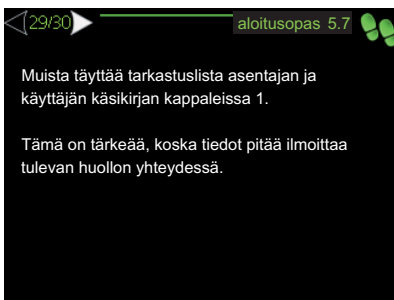 29/30
aloitusopas 5.7
Muista täyttää tarkastuslista asentajan ja
käyttäjän käsikirjan kappaleissa 1.
Tämä on tärkeää, koska tiedot pitää ilmoittaa
tulevan huollon yhteydessä.